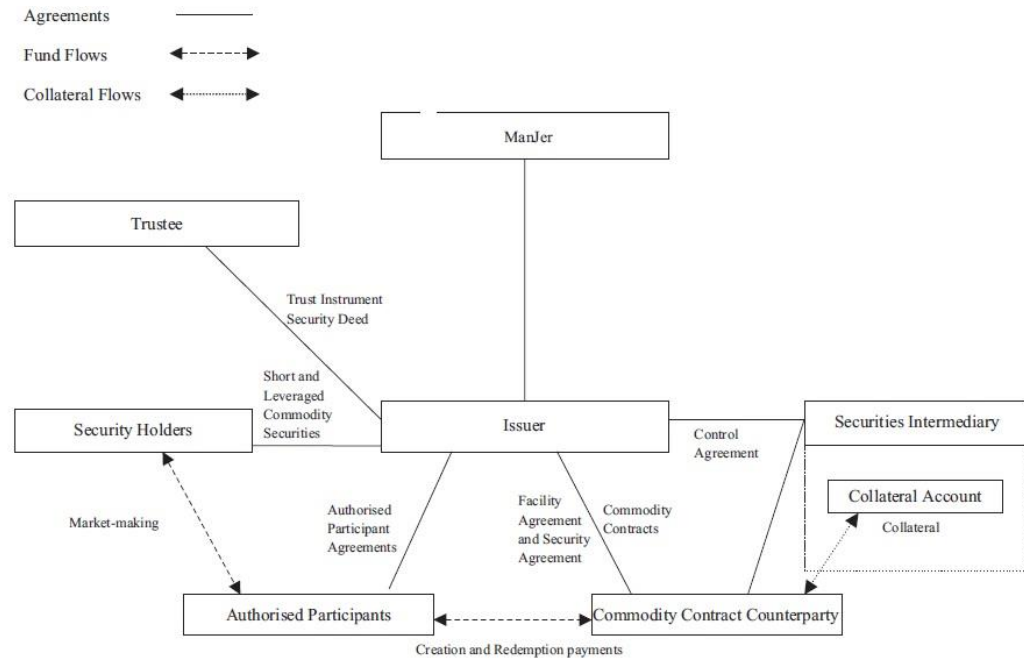 Agreements
Fund Flows
Collateral Flows
ManJer
Trustee
Trust Instrument
Security Deed
Short and
Leveraged
Commodity
Securities
Security Holders
Issuer
Control
Agreement
Securities Intermediary
Collateral Account
Collateral
Market-making
Authorised
Participant
Agreements
Facility
Agreement
and Security
Agreement
Commodity
Contracts
Authorised Participants
Commodity Contract Counterparty
Creation and Redemption payments